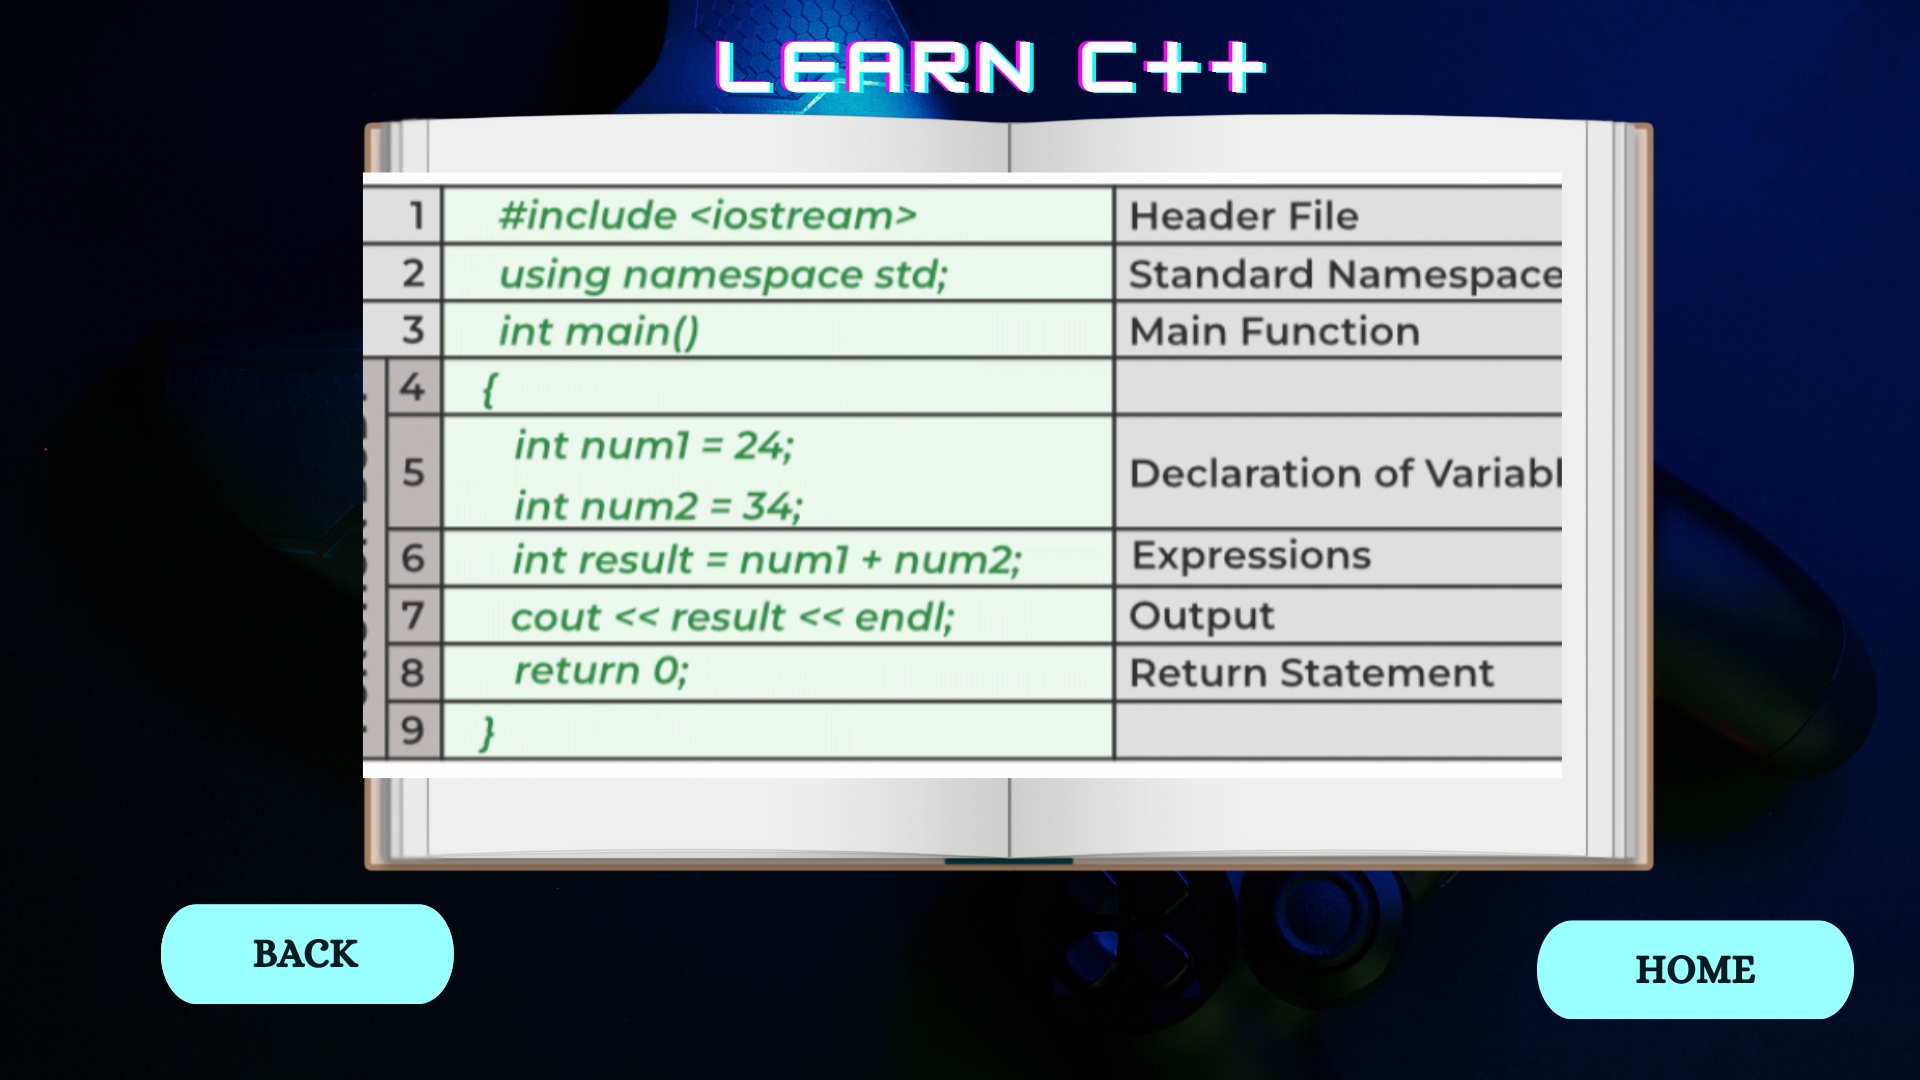 LEARN C++
1 #include <iostream> Header File
2 using namespace std; Standard Namespace
3 int main() Main Function
4 {
5 int num1 = 24; Declaration of Variabl
int num2 = 34;
6 int result = num1 + num2; Expressions
7 cout << result << endl; Output
8 return 0; Return Statement
9 }
BACK
HOME